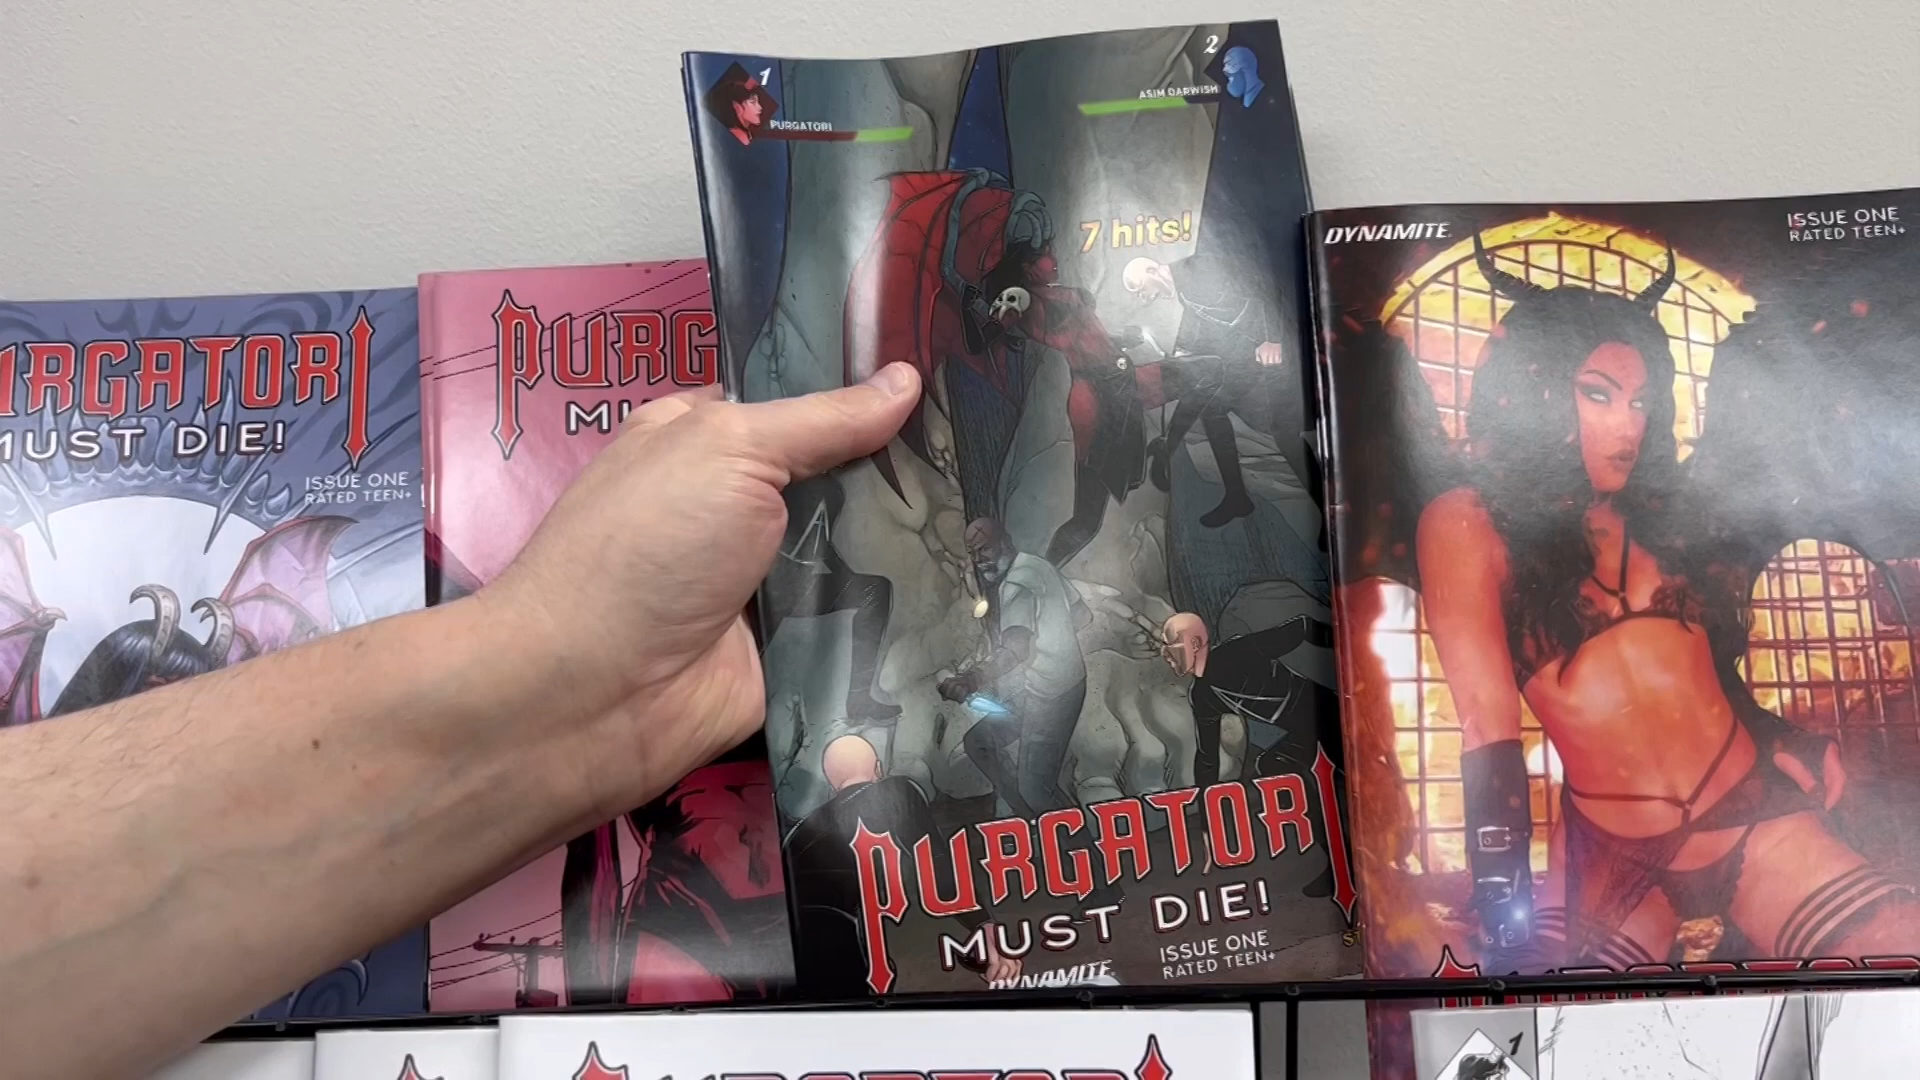 URGATORI
MUST DIE!
ISSUE ONE
RATED TEEN+
PURG
1
PURGATORI
2
ASIM DARWISH
7 hits!
PURGATORI
MUST DIE!
DYNAMITE.
ISSUE ONE
RATED TEEN+
DYNAMITE.
ISSUE ONE
RATED TEEN+
1